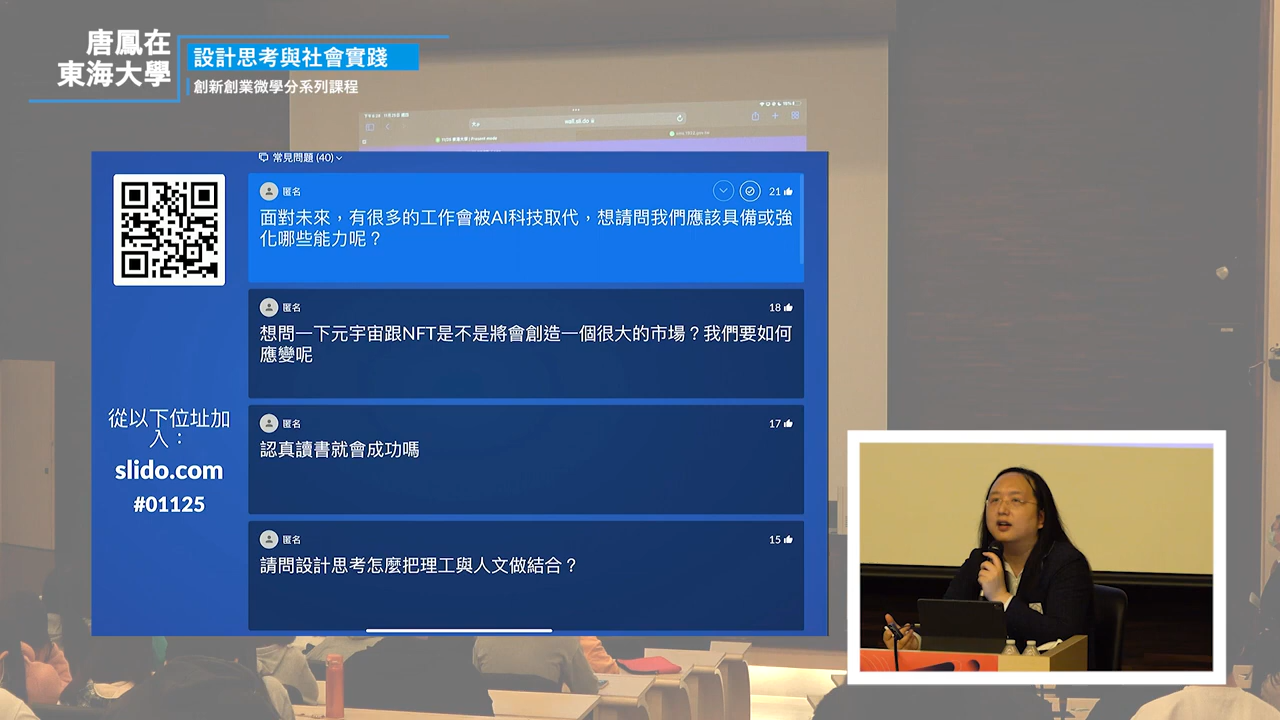 唐鳳在
東海大學
設計思考與社會實踐
創新創業微學分系列課程
wall.sli.do
常見問題 (40)
匿名
21
面對未來，有很多的工作會被AI科技取代，想請問我們應該具備或強
化哪些能力呢？
匿名
18
想問一下元宇宙跟NFT是不是將會創造一個很大的市場？我們要如何
應變呢
匿名
17
認真讀書就會成功嗎
匿名
15
請問設計思考怎麼把理工與人文做結合？
從以下位址加
入：
slido.com
#01125